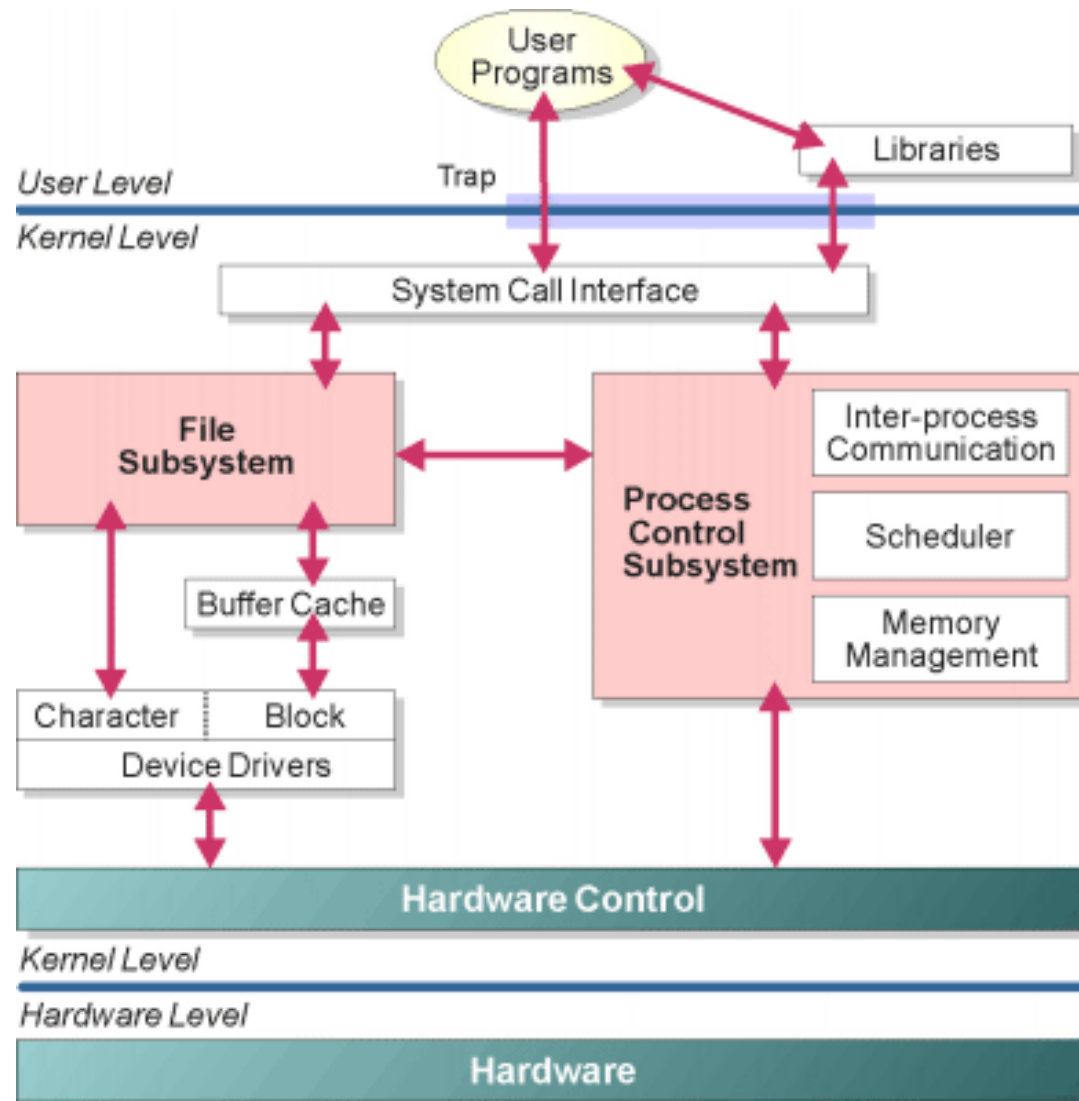 User
Programs
Libraries
Trap
User Level
Kernel Level
System Call Interface
File
Subsystem
Inter-process
Communication
Process
Control
Subsystem
Scheduler
Buffer Cache
Memory
Management
Character
Block
Device Drivers
Hardware Control
Kernel Level
Hardware Level
Hardware